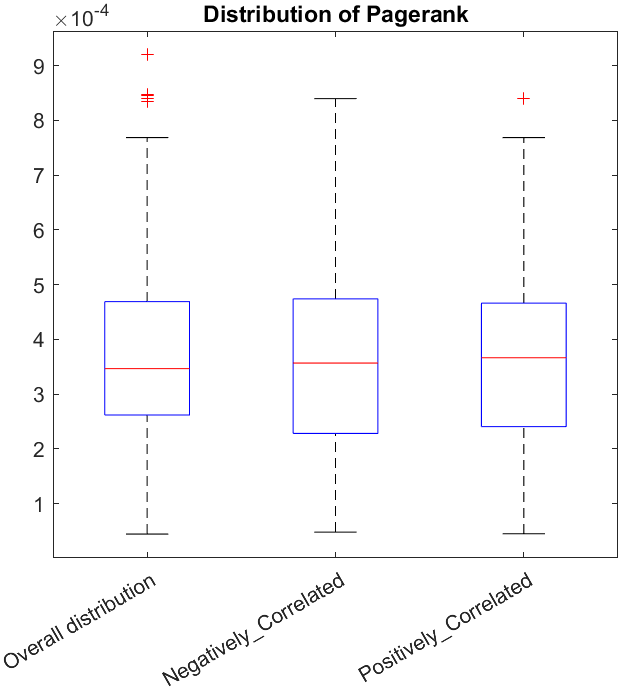 Distribution of Pagerank
×10⁻⁴
9
8
7
6
5
4
3
2
1
Overall distribution
Negatively_Correlated
Positively_Correlated